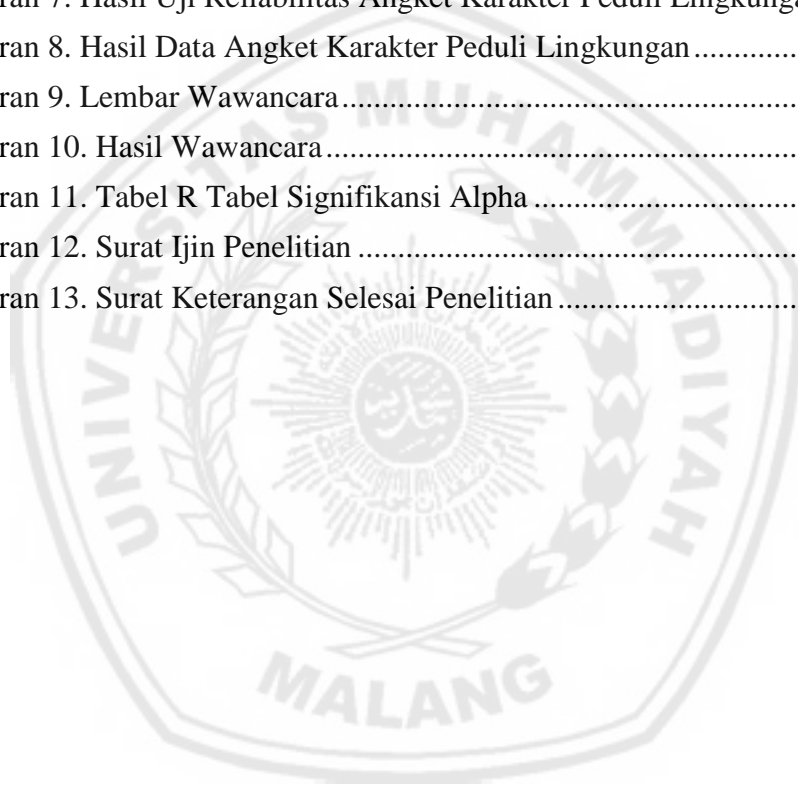 ran 7. Hasil Uji Reliabilitas Angket Karakter Peduli Lingkunga
ran 8. Hasil Data Angket Karakter Peduli Lingkungan..............
ran 9. Lembar Wawancara.........................................................
ran 10. Hasil Wawancara...........................................................
ran 11. Tabel R Tabel Signifikansi Alpha .................................
ran 12. Surat Ijin Penelitian .......................................................
ran 13. Surat Keterangan Selesai Penelitian ..............................
UNIVERSITAS MUHAMMADIYAH
MALANG